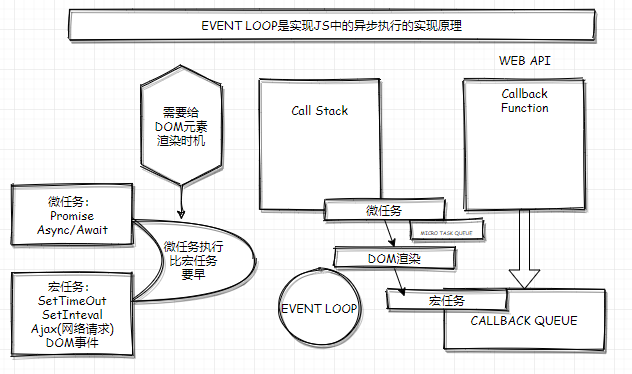 EVENT LOOP是实现JS中的异步执行的实现原理
WEB API
需要给
DOM元素
渲染时机
Call Stack
Callback
Function
微任务：
Promise
Async/Await
微任务执行
比宏任务
要早
宏任务：
SetTimeOut
SetInteval
Ajax(网络请求)
DOM事件
微任务
MICRO TASK QUEUE
DOM渲染
EVENT LOOP
宏任务
CALLBACK QUEUE